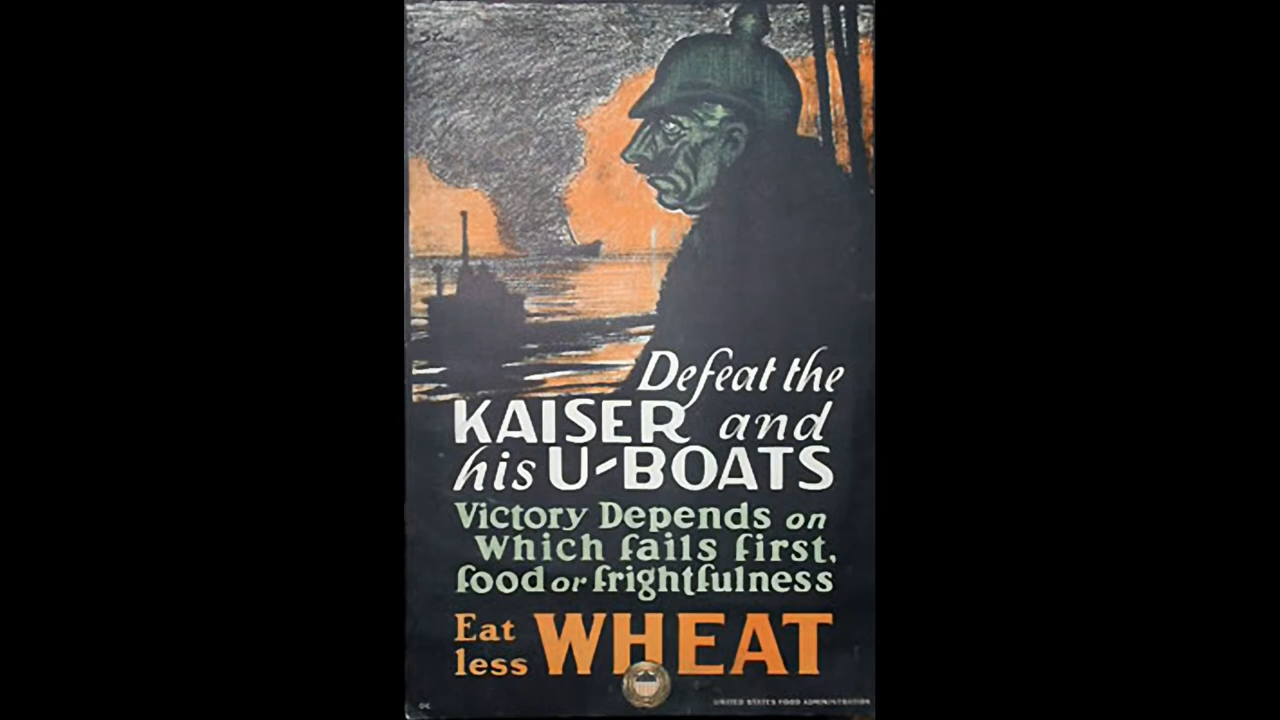 Defeat the
KAISER and
his U-BOATS
Victory Depends on
Which fails first,
food or frightfulness
Eat
less WHEAT
UNITED STATES FOOD ADMINISTRATION